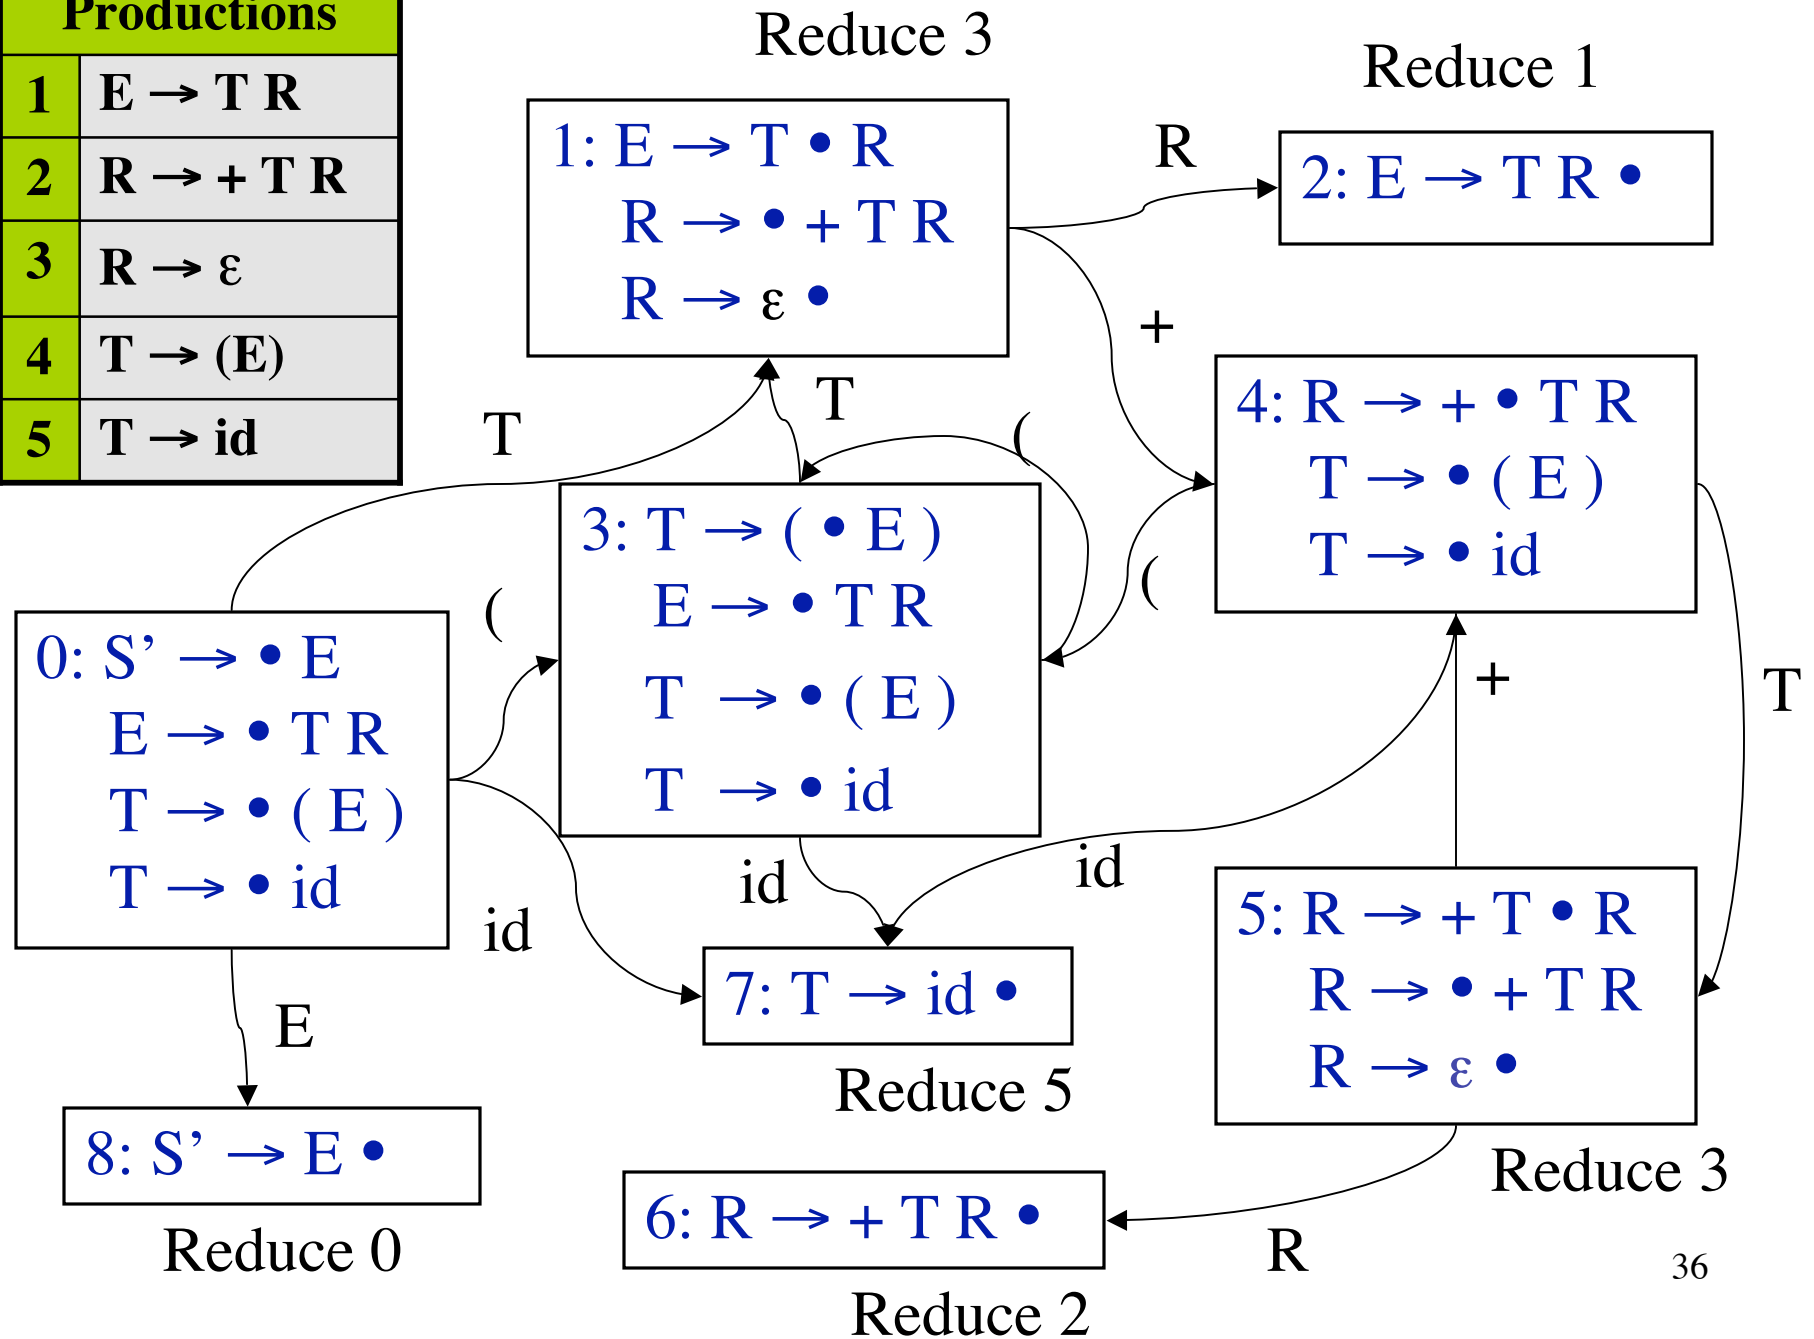 Productions
1 E → T R
2 R → + T R
3 R → ε
4 T → (E)
5 T → id
Reduce 3
1: E → T • R
R → • + T R
R → ε •
Reduce 1
2: E → T R •
R
+
T
T
(
4: R → + • T R
T → • ( E )
T → • id
3: T → ( • E )
E → • T R
T → • ( E )
T → • id
(
(
0: S’ → • E
E → • T R
T → • ( E )
T → • id
+
T
id
id
id
5: R → + T • R
R → • + T R
R → ε •
Reduce 3
7: T → id •
Reduce 5
E
8: S’ → E •
Reduce 0
6: R → + T R •
Reduce 2
R
36